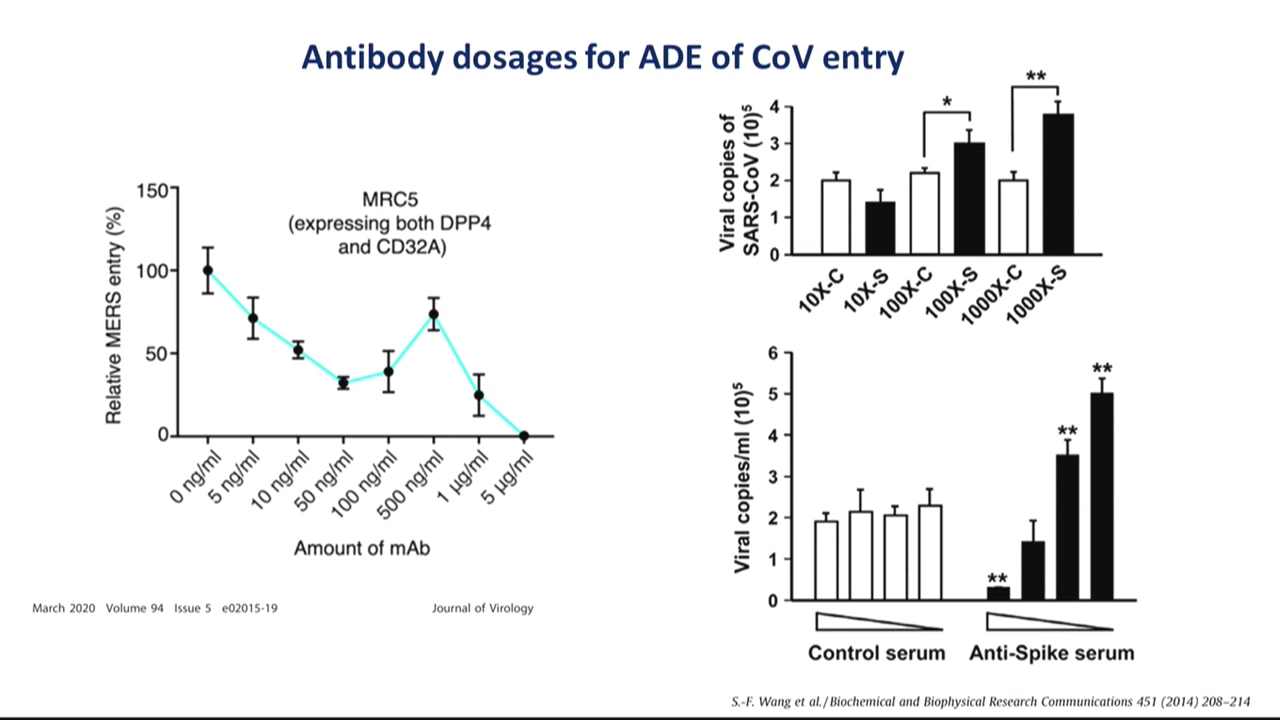 Antibody dosages for ADE of CoV entry
MRC5
(expressing both DPP4
and CD32A)
Relative MERS entry (%)
150
100
50
0
0 ng/ml
5 ng/ml
10 ng/ml
50 ng/ml
100 ng/ml
500 ng/ml
1 µg/ml
5 µg/ml
Amount of mAb
March 2020 Volume 94 Issue 5 e02015-19
Journal of Virology
Viral copies of
SARS-CoV (10)⁵
4
3
2
1
0
*
**
10X-C
10X-S
100X-C
100X-S
1000X-C
1000X-S
Viral copies/ml (10)⁵
6
5
4
3
2
1
0
**
**
**
Control serum
Anti-Spike serum
S.-F. Wang et al. / Biochemical and Biophysical Research Communications 451 (2014) 208–214